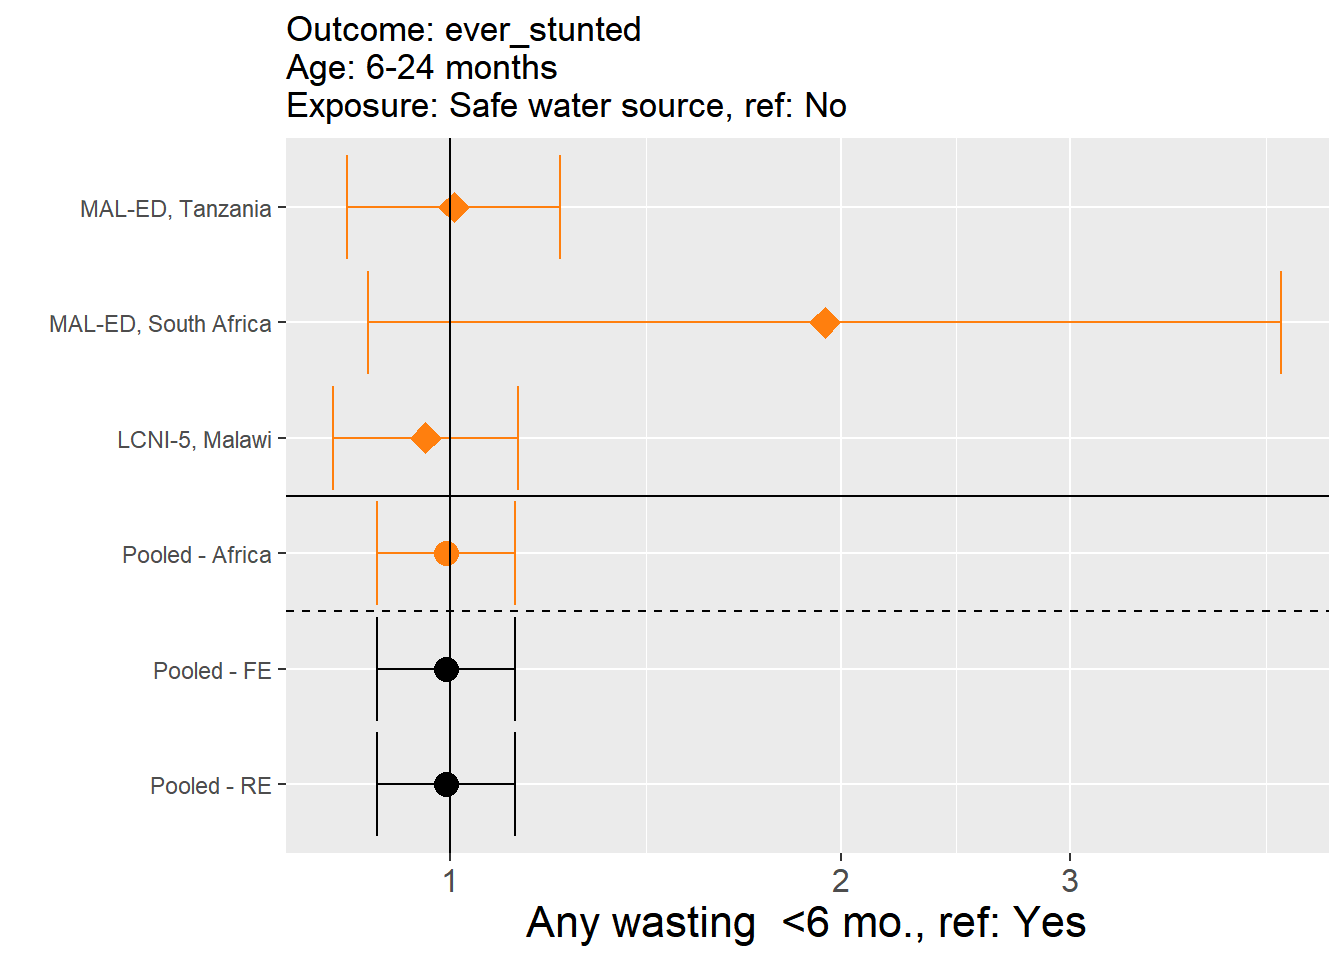 Outcome: ever_stunted
Age: 6-24 months
Exposure: Safe water source, ref: No
MAL-ED, Tanzania
MAL-ED, South Africa
LCNI-5, Malawi
Pooled - Africa
Pooled - FE
Pooled - RE
1 2 3
Any wasting  <6 mo., ref: Yes